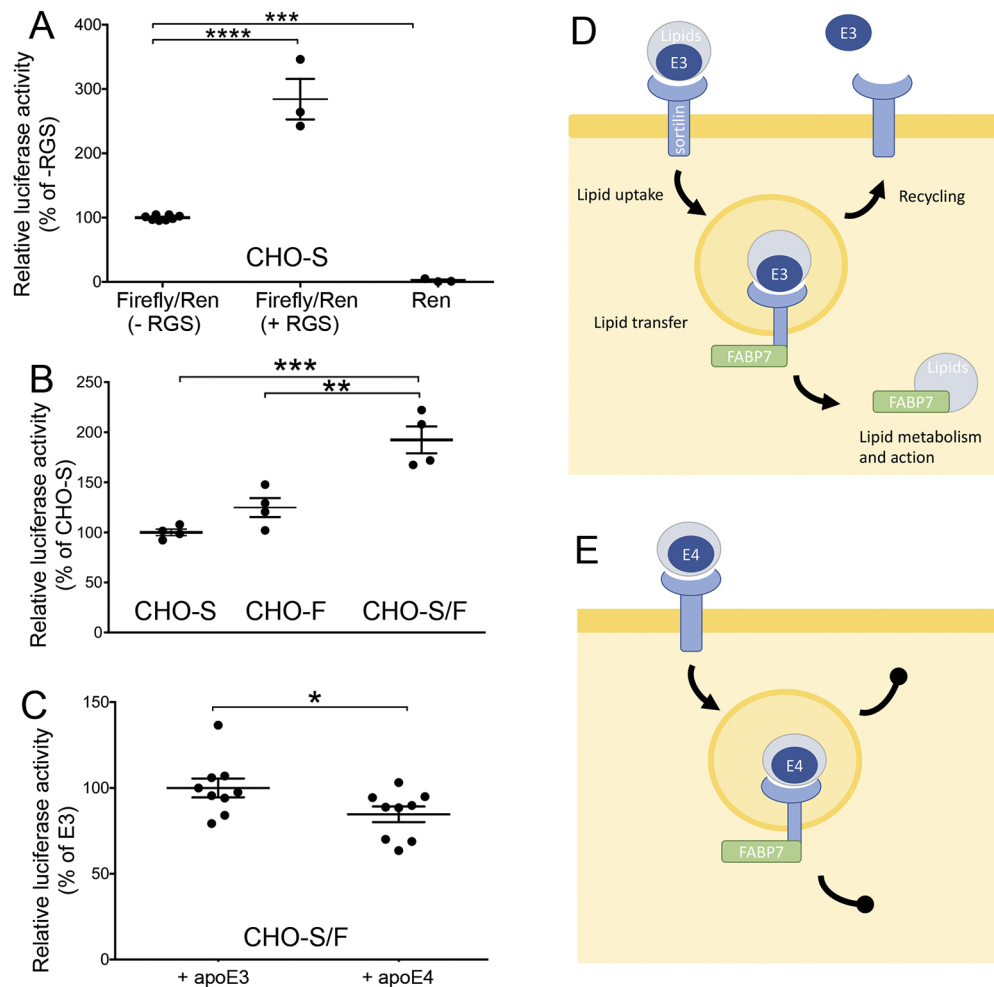 A
Relative luciferase activity
(% of -RGS)
400
300
200
100
0
***
****
CHO-S
Firefly/Ren
(- RGS)
Firefly/Ren
(+ RGS)
Ren
B
Relative luciferase activity
(% of CHO-S)
250
200
150
100
50
0
***
**
CHO-S
CHO-F
CHO-S/F
C
Relative luciferase activity
(% of E3)
150
100
50
0
*
CHO-S/F
+ apoE3
+ apoE4
D
Lipids
E3
sortilin
E3
Lipid uptake
Recycling
E3
Lipid transfer
FABP7
Lipids
FABP7
Lipid metabolism
and action
E
E4
E4
FABP7